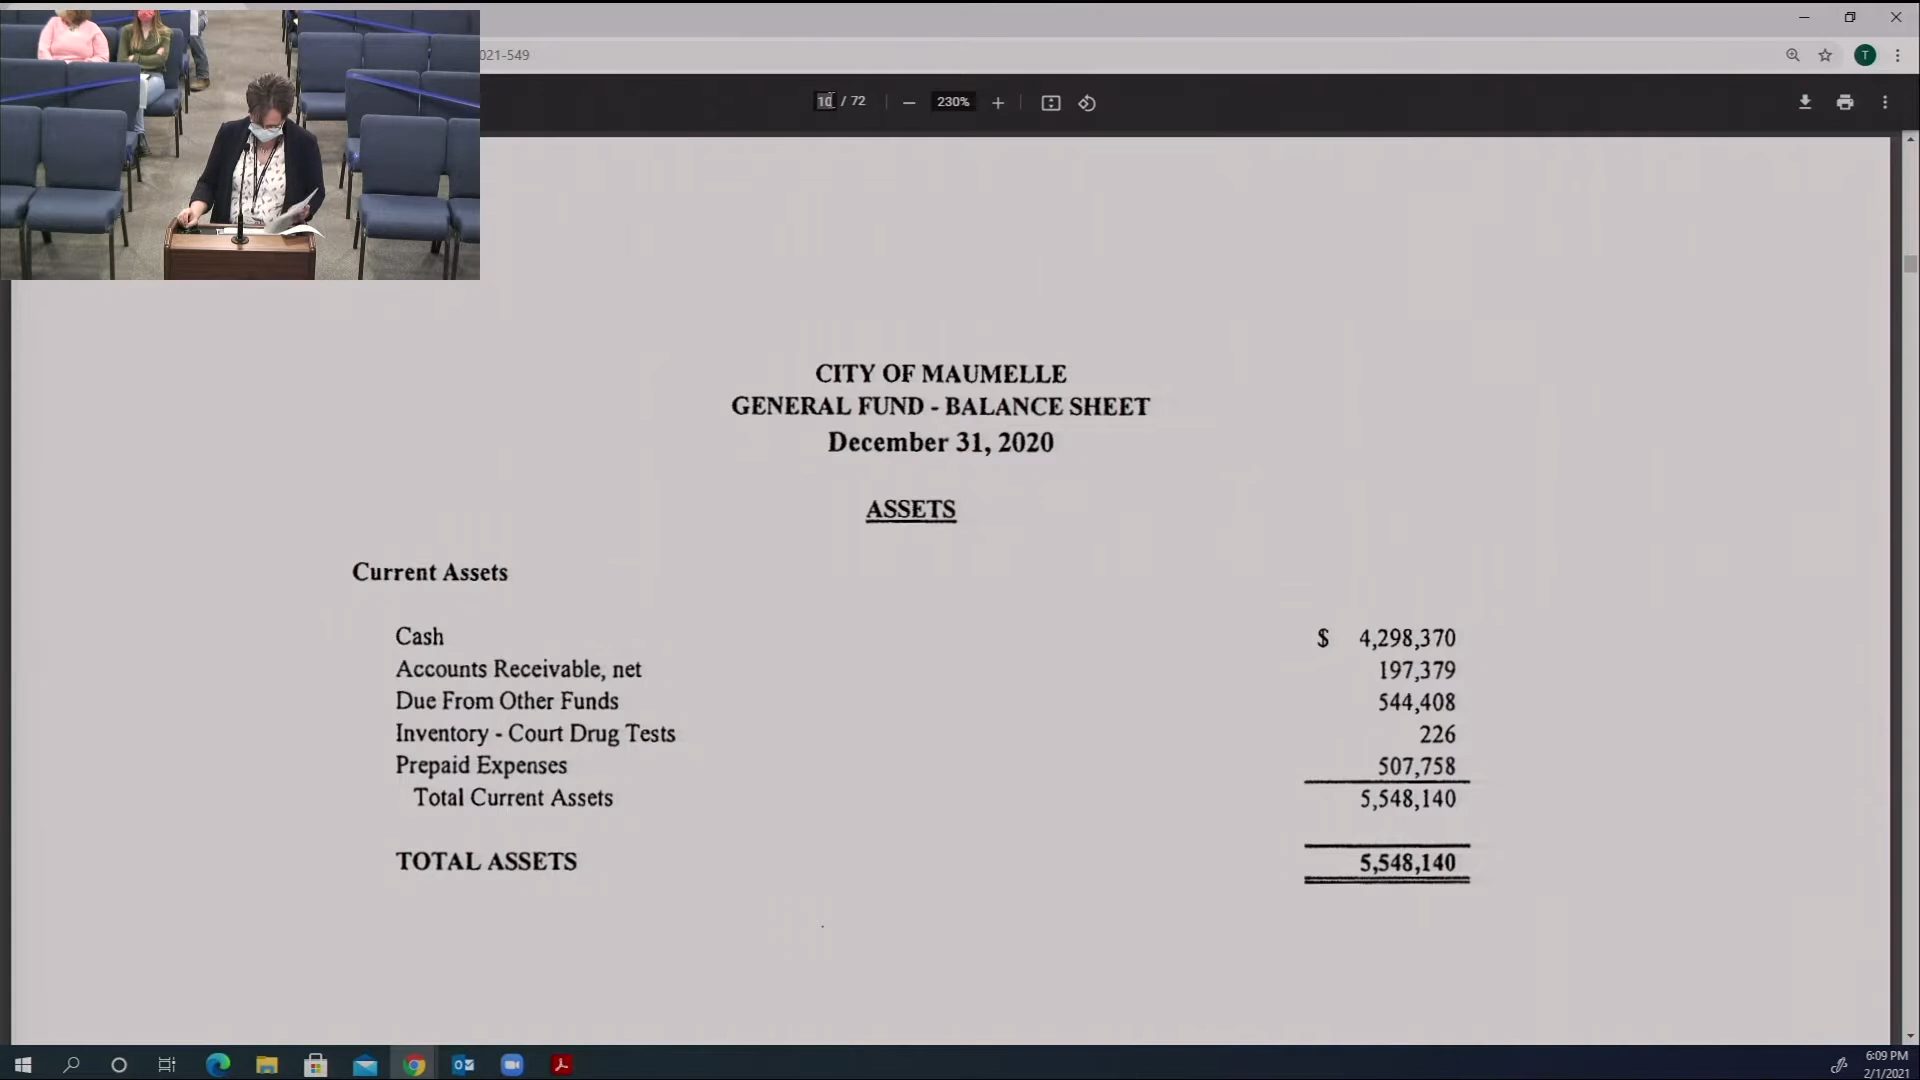 021-549
T
10 / 72
230%
CITY OF MAUMELLE
GENERAL FUND - BALANCE SHEET
December 31, 2020
ASSETS
Current Assets
Cash $ 4,298,370
Accounts Receivable, net 197,379
Due From Other Funds 544,408
Inventory - Court Drug Tests 226
Prepaid Expenses 507,758
Total Current Assets 5,548,140
TOTAL ASSETS 5,548,140
6:09 PM
2/1/2021